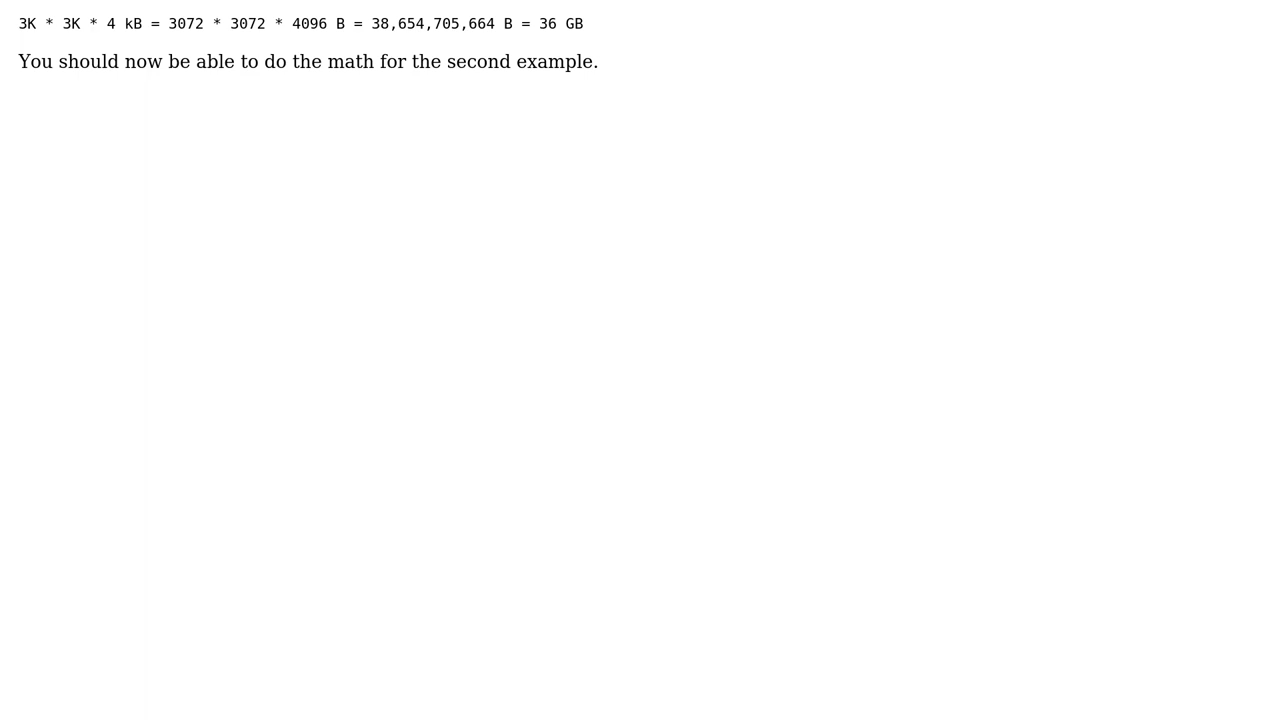 3K * 3K * 4 kB = 3072 * 3072 * 4096 B = 38,654,705,664 B = 36 GB
You should now be able to do the math for the second example.